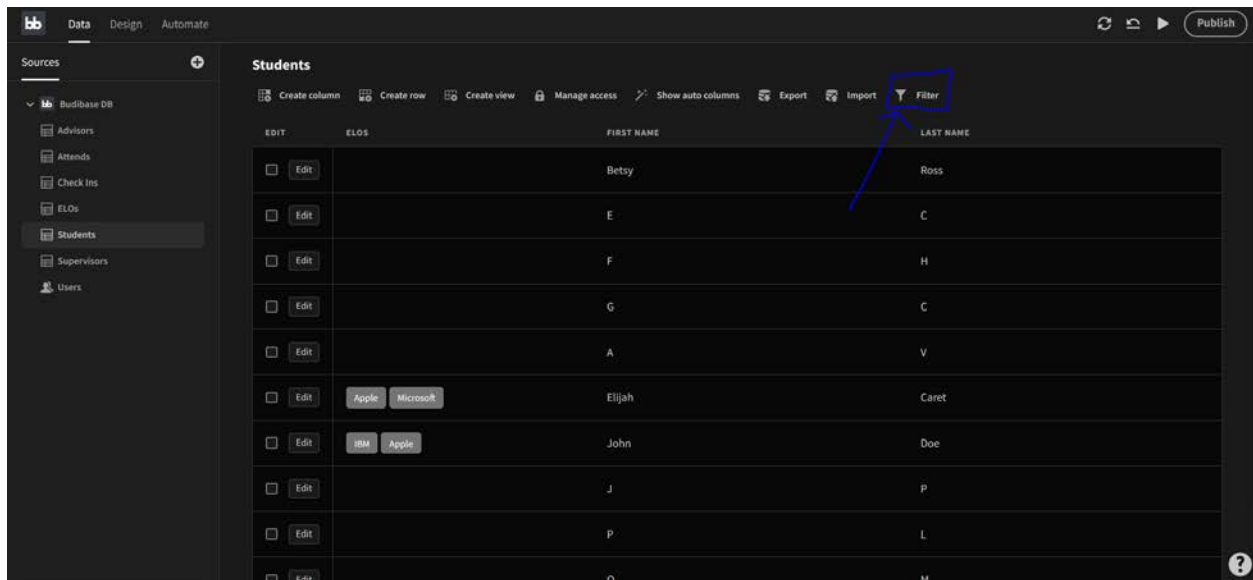 bb Data Design Automate Publish
Sources
Students
Create column Create row Create view Manage access Show auto columns Export Import Filter
bb Budibase DB
Advisors
Attends
Check Ins
ELOs
Students
Supervisors
Users
EDIT ELOS FIRST NAME LAST NAME
Edit Betsy Ross
Edit E C
Edit F H
Edit G C
Edit A V
Edit Apple Microsoft Elijah Caret
Edit IBM Apple John Doe
Edit J P
Edit P L
Edit
?